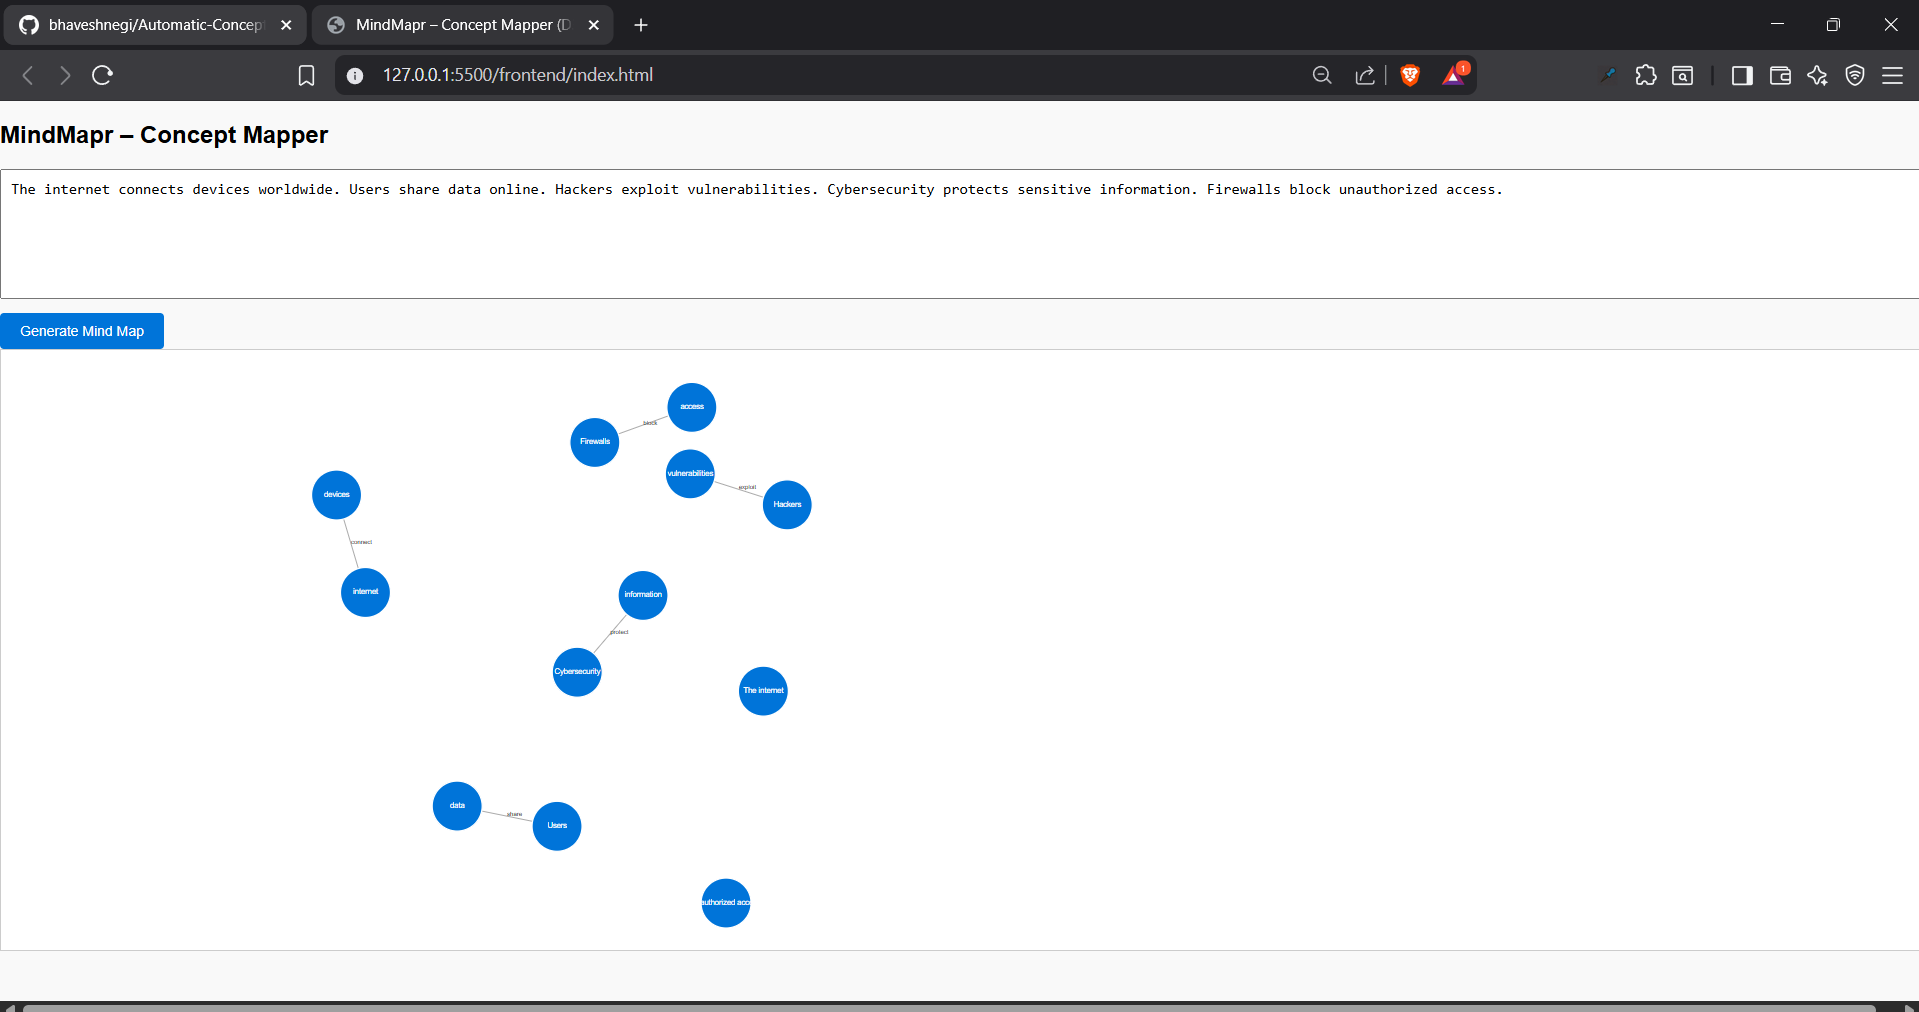 bhaveshnegi/Automatic-Concep
MindMapr – Concept Mapper (D
127.0.0.1:5500/frontend/index.html
1
MindMapr – Concept Mapper
The internet connects devices worldwide. Users share data online. Hackers exploit vulnerabilities. Cybersecurity protects sensitive information. Firewalls block unauthorized access.
Generate Mind Map
access
block
Firewalls
vulnerabilities
exploit
Hackers
devices
connect
internet
information
protect
Cybersecurity
The internet
data
share
Users
authorized acc